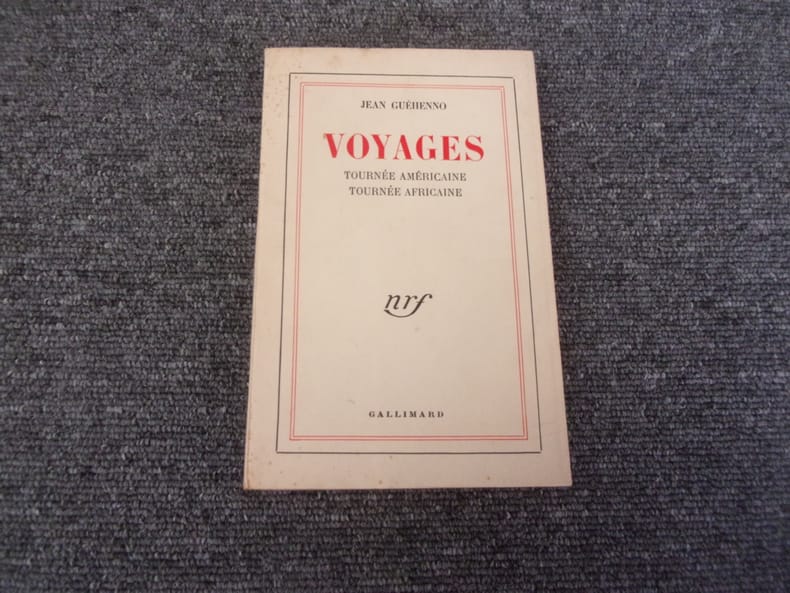 JEAN GUÉHENNO
VOYAGES
TOURNÉE AMÉRICAINE
TOURNÉE AFRICAINE
nrf
GALLIMARD